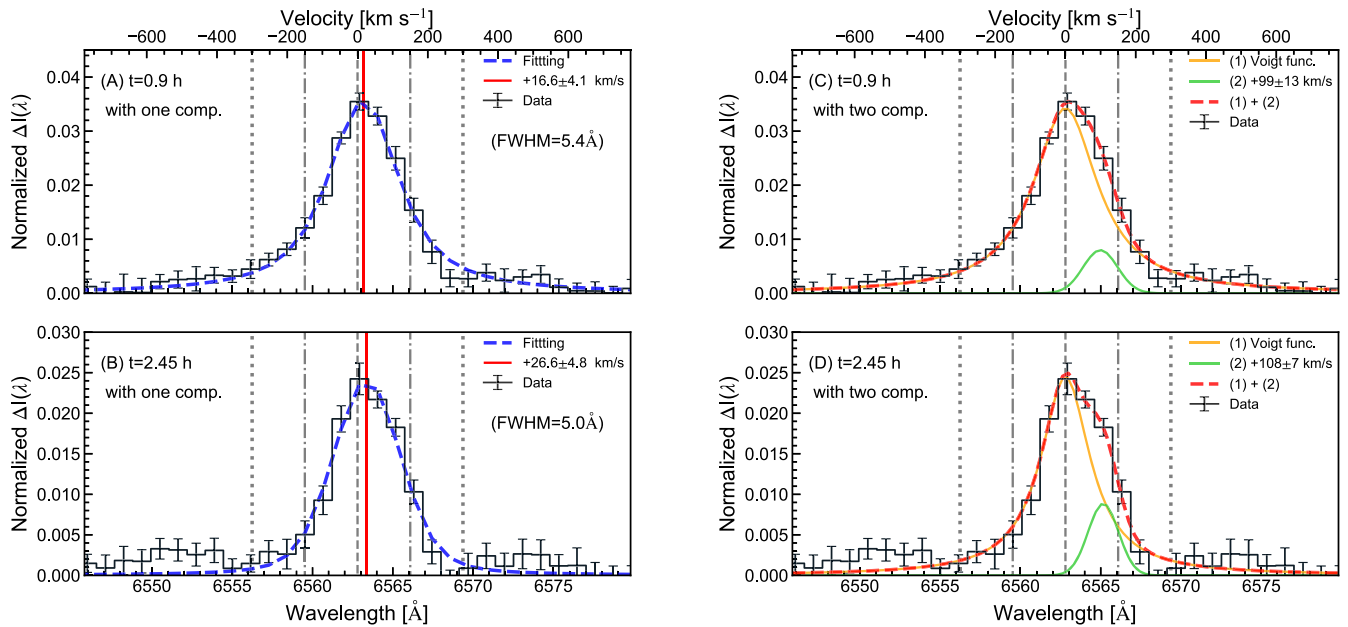 Velocity [km s⁻¹]
−600 −400 −200 0 200 400 600
Normalized ΔI(λ)
0.04
0.03
0.02
0.01
0.00
(A) t=0.9 h
with one comp.
Fittting
+16.6±4.1 km/s
Data
(FWHM=5.4Å)
Normalized ΔI(λ)
0.030
0.025
0.020
0.015
0.010
0.005
0.000
(B) t=2.45 h
with one comp.
Fittting
+26.6±4.8 km/s
Data
(FWHM=5.0Å)
6550 6555 6560 6565 6570 6575
Wavelength [Å]
Velocity [km s⁻¹]
−600 −400 −200 0 200 400 600
Normalized ΔI(λ)
0.04
0.03
0.02
0.01
0.00
(C) t=0.9 h
with two comp.
(1) Voigt func.
(2) +99±13 km/s
(1) + (2)
Data
Normalized ΔI(λ)
0.030
0.025
0.020
0.015
0.010
0.005
0.000
(D) t=2.45 h
with two comp.
(1) Voigt func.
(2) +108±7 km/s
(1) + (2)
Data
6550 6555 6560 6565 6570 6575
Wavelength [Å]